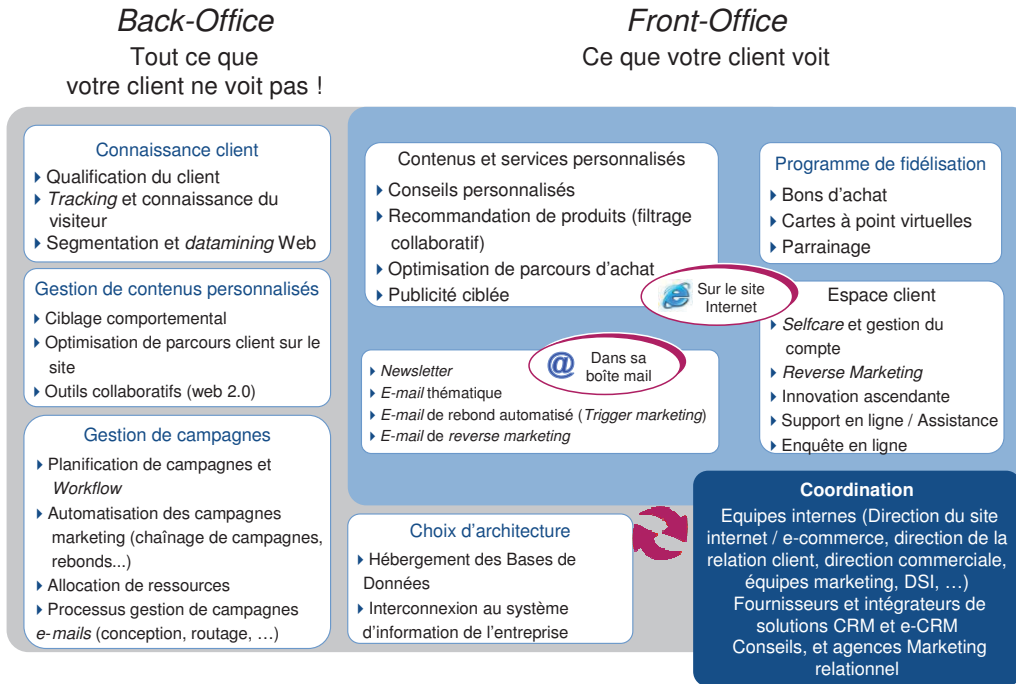 Back-Office
Tout ce que
votre client ne voit pas !
Front-Office
Ce que votre client voit
Connaissance client
Qualification du client
Tracking et connaissance du
visiteur
Segmentation et datamining Web
Gestion de contenus personnalisés
Ciblage comportemental
Optimisation de parcours client sur le
site
Outils collaboratifs (web 2.0)
Gestion de campagnes
Planification de campagnes et
Workflow
Automatisation des campagnes
marketing (chaînage de campagnes,
rebonds...)
Allocation de ressources
Processus gestion de campagnes
e-mails (conception, routage, …)
Contenus et services personnalisés
Conseils personnalisés
Recommandation de produits (filtrage
collaboratif)
Optimisation de parcours d'achat
Publicité ciblée
Sur le site
Internet
Programme de fidélisation
Bons d'achat
Cartes à point virtuelles
Parrainage
@ Dans sa
boîte mail
Newsletter
E-mail thématique
E-mail de rebond automatisé (Trigger marketing)
E-mail de reverse marketing
Espace client
Selfcare et gestion du
compte
Reverse Marketing
Innovation ascendante
Support en ligne / Assistance
Enquête en ligne
Choix d'architecture
Hébergement des Bases de
Données
Interconnexion au système
d'information de l'entreprise
Coordination
Equipes internes (Direction du site
internet / e-commerce, direction de la
relation client, direction commerciale,
équipes marketing, DSI, …)
Fournisseurs et intégrateurs de
solutions CRM et e-CRM
Conseils, et agences Marketing
relationnel